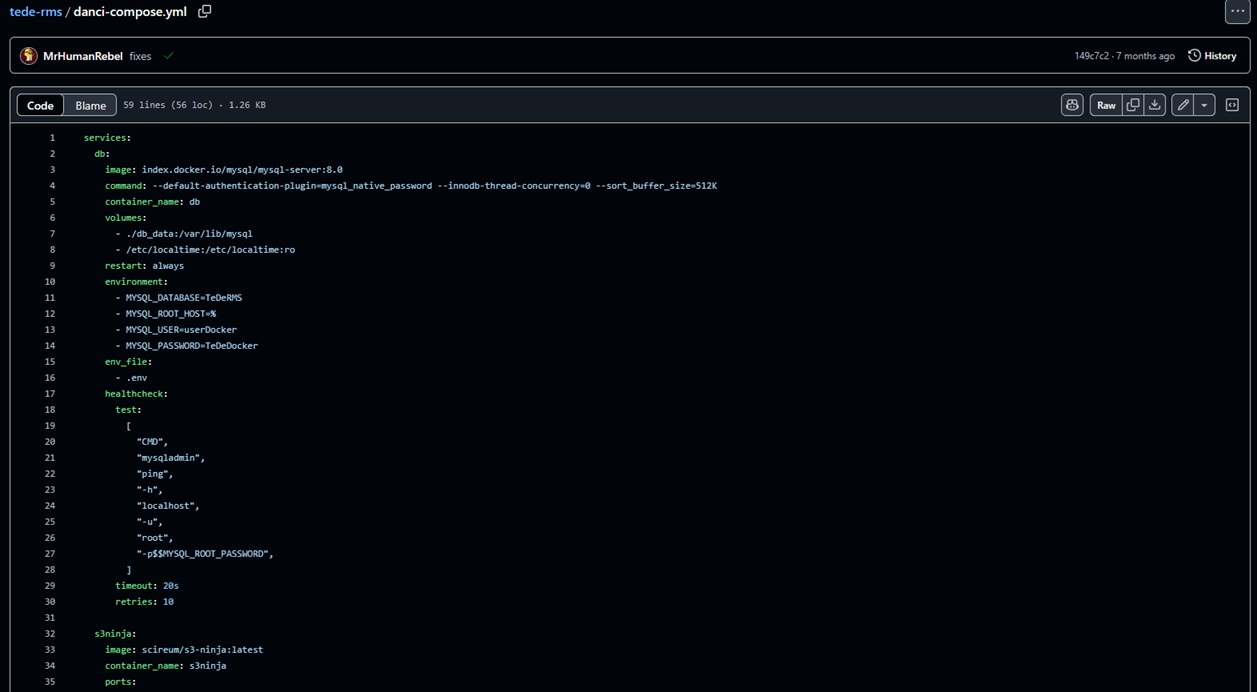 tede-rms / danci-compose.yml
MrHumanRebel fixes 149c7c2 · 7 months ago History
Code Blame 59 lines (56 loc) · 1.26 KB Raw
1 services:
2 db:
3 image: index.docker.io/mysql/mysql-server:8.0
4 command: --default-authentication-plugin=mysql_native_password --innodb-thread-concurrency=0 --sort_buffer_size=512K
5 container_name: db
6 volumes:
7 - ./db_data:/var/lib/mysql
8 - /etc/localtime:/etc/localtime:ro
9 restart: always
10 environment:
11 - MYSQL_DATABASE=TeDeRMS
12 - MYSQL_ROOT_HOST=%
13 - MYSQL_USER=userDocker
14 - MYSQL_PASSWORD=TeDeDocker
15 env_file:
16 - .env
17 healthcheck:
18 test:
19 [
20 "CMD",
21 "mysqladmin",
22 "ping",
23 "-h",
24 "localhost",
25 "-u",
26 "root",
27 "-p$$MYSQL_ROOT_PASSWORD",
28 ]
29 timeout: 20s
30 retries: 10
31
32 s3ninja:
33 image: scireum/s3-ninja:latest
34 container_name: s3ninja
35 ports: